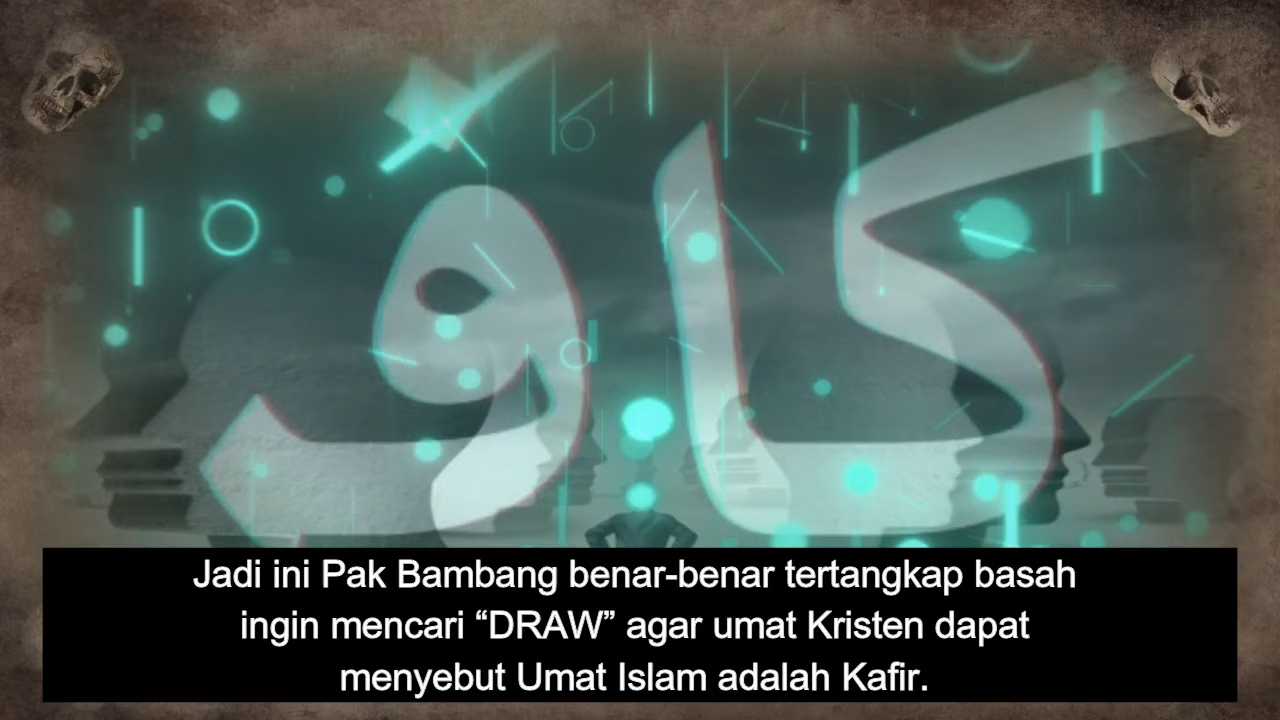 كافر
Jadi ini Pak Bambang benar-benar tertangkap basah
ingin mencari “DRAW” agar umat Kristen dapat
menyebut Umat Islam adalah Kafir.